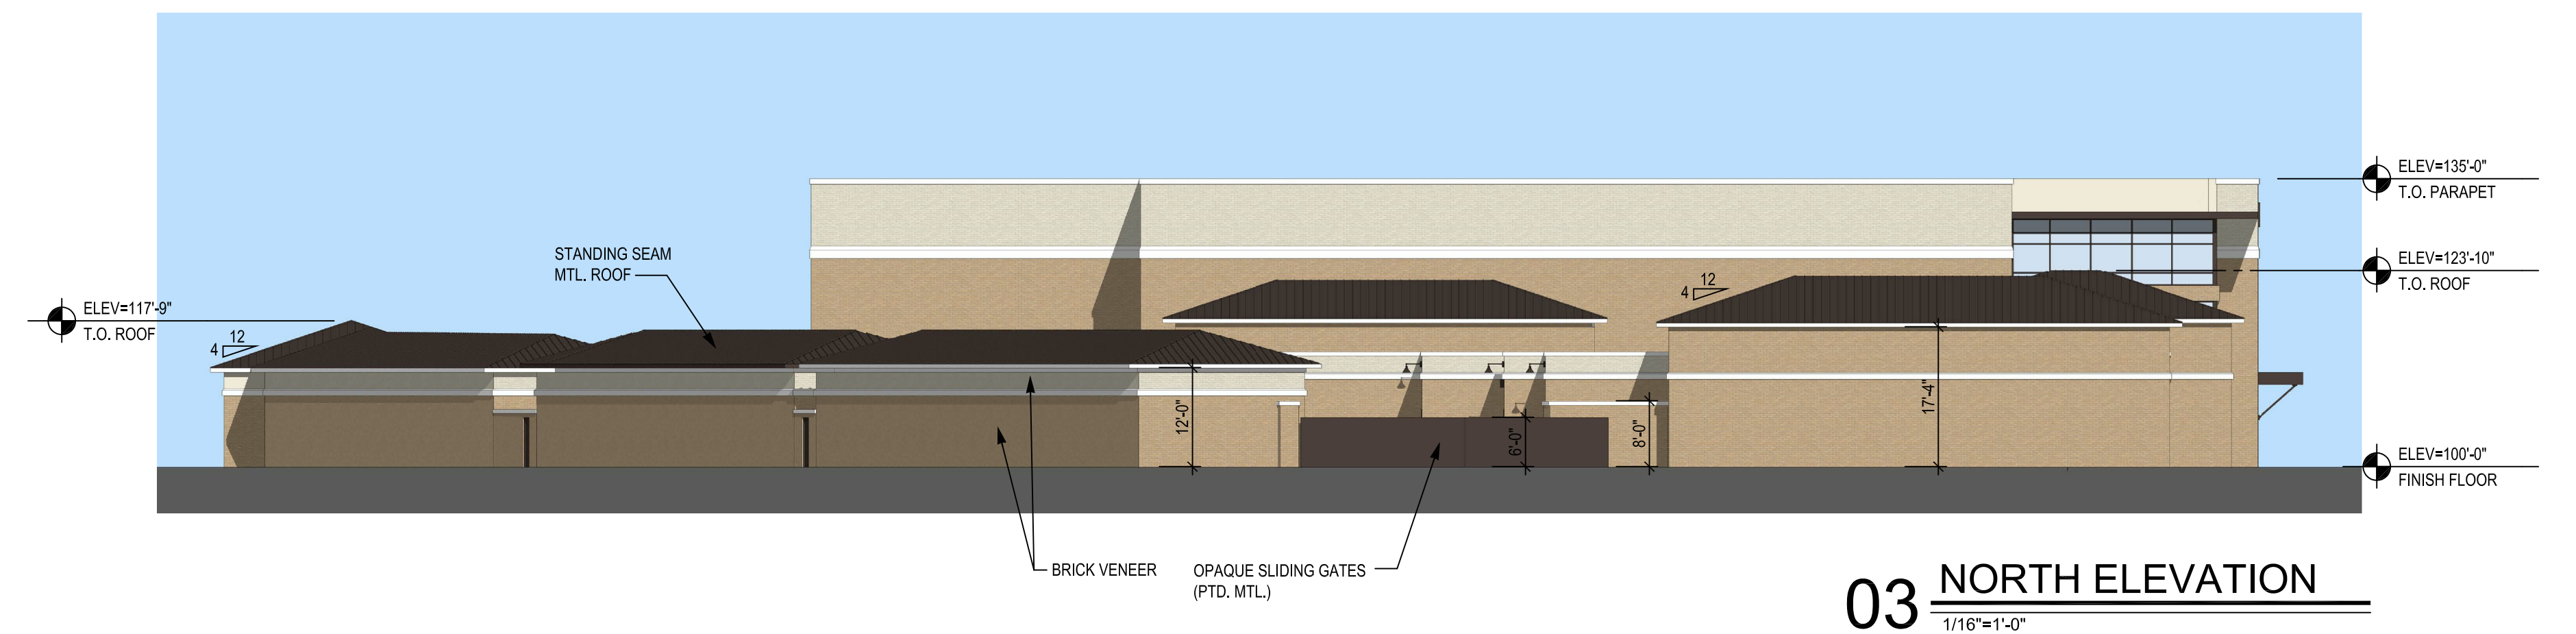 ELEV=135'-0"
T.O. PARAPET
STANDING SEAM
MTL. ROOF
ELEV=123'-10"
T.O. ROOF
12
4
ELEV=117'-9"
T.O. ROOF
12
4
12'-0"
6'-0"
8'-0"
17'-4"
ELEV=100'-0"
FINISH FLOOR
BRICK VENEER
OPAQUE SLIDING GATES
(PTD. MTL.)
03
NORTH ELEVATION
1/16"=1'-0"